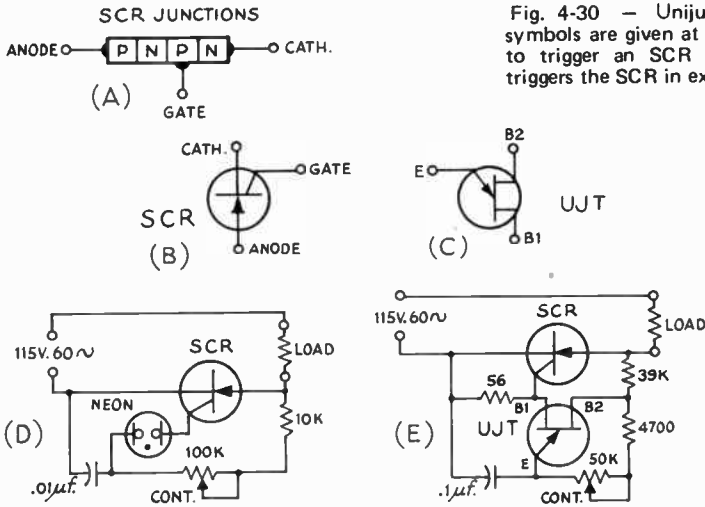 SCR JUNCTIONS
ANODE
P N P N
CATH.
(A)
GATE
Fig. 4-30 — Uniju
symbols are given at
to trigger an SCR
triggers the SCR in ex
CATH.
GATE
SCR
(B)
ANODE
B2
E
UJT
(C)
B1
115V. 60~
SCR
LOAD
NEON
10K
(D)
100K
.01µf.
CONT.
115V. 60~
SCR
LOAD
56
39K
B1
B2
UJT
4700
(E)
E
50K
.1µf.
CONT.